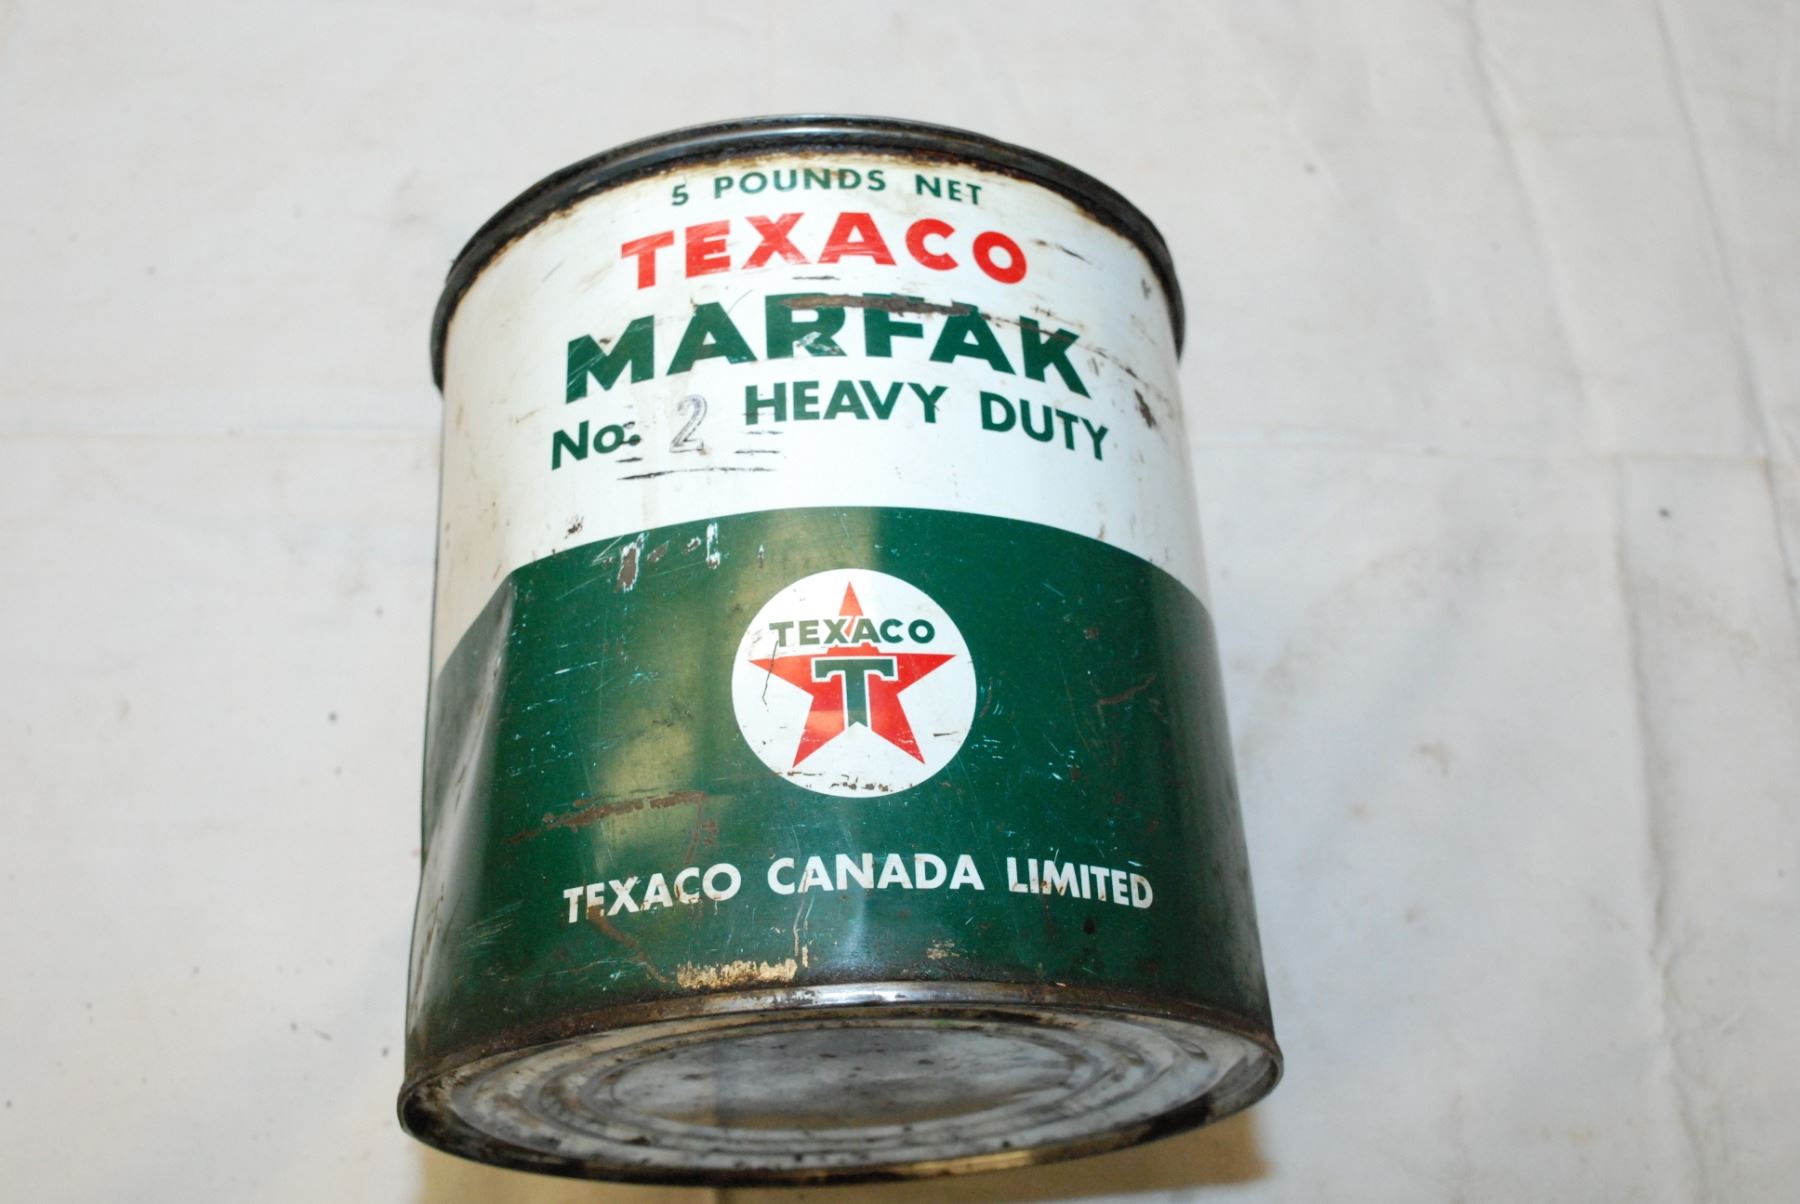 5 POUNDS NET
TEXACO
MARFAK
No. 2 HEAVY DUTY
TEXACO
T
TEXACO CANADA LIMITED